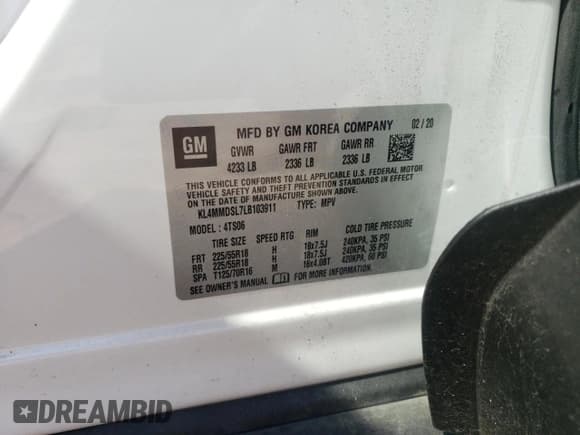 GM
MFD BY GM KOREA COMPANY 02 / 20
GVWR GAWR FRT GAWR RR
4233 LB 2336 LB 2336 LB
THIS VEHICLE CONFORMS TO ALL APPLICABLE U.S. FEDERAL MOTOR
VEHICLE SAFETY AND THEFT PREVENTION STANDARDS IN EFFECT
ON THE DATE OF MANUFACTURE SHOWN ABOVE.
KL4MMDSL7LB103911 TYPE: MPV
MODEL: 4TS06
TIRE SIZE SPEED RTG RIM COLD TIRE PRESSURE
FRT 225/55R18 H 18x7.5J 240KPA, 35 PSI
RR 225/55R18 H 18x7.5J 240KPA, 35 PSI
SPA T125/70R16 M 16x4.0BT 420KPA, 60 PSI
SEE OWNER'S MANUAL FOR MORE INFORMATION
DREAMBID